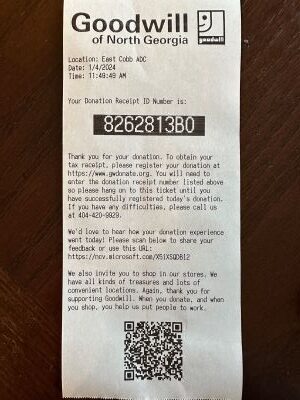 Goodwill
of North Georgia
goodwill
Location: East Cobb ADC
Date: 1/4/2024
Time: 11:49:49 AM
Your Donation Receipt ID Number is:
8262813B0
Thank you for your donation. To obtain your
tax receipt, please register your donation at
https://www.gwdonate.org. You will need to
enter the donation receipt number listed above
so please hang on to this ticket until you
have successfully registered today's donation.
If you have any difficulties, please call us
at 404-420-9929.
We'd love to hear how your donation experience
went today! Please scan below to share your
feedback or use this URL:
https://ncv.microsoft.com/X5iXSQDB12
We also invite you to shop in our stores. We
have all kinds of treasures and lots of
convenient locations. Again, thank you for
supporting Goodwill. When you donate, and when
you shop, you help us put people to work.